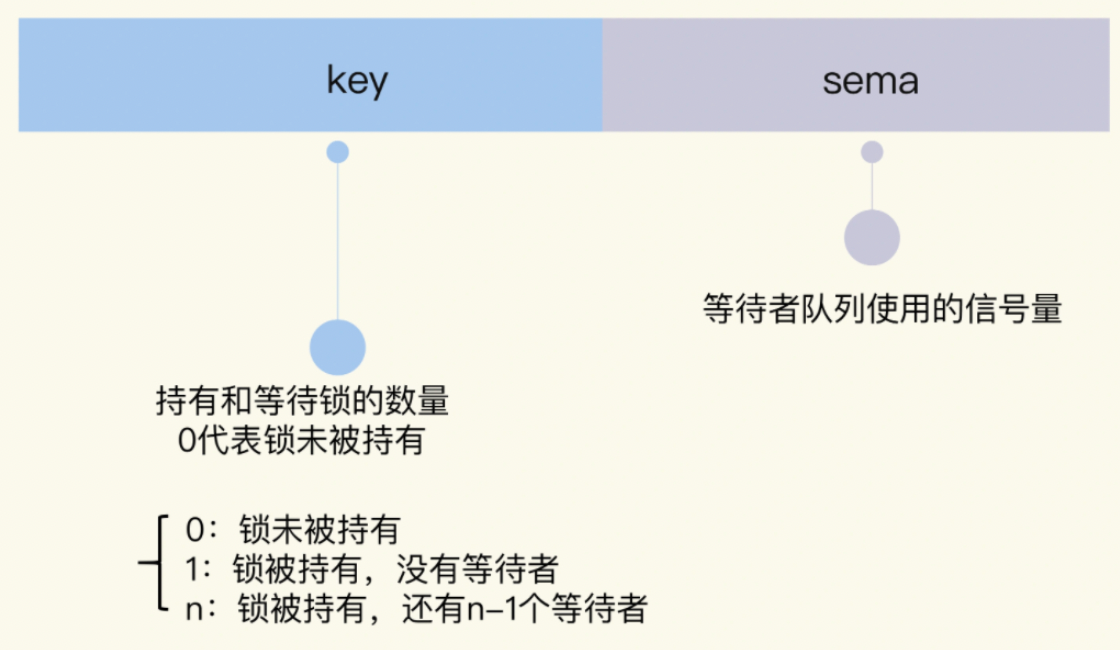 key
sema
等待者队列使用的信号量
持有和等待锁的数量
0代表锁未被持有
0：锁未被持有
1：锁被持有，没有等待者
n：锁被持有，还有n-1个等待者